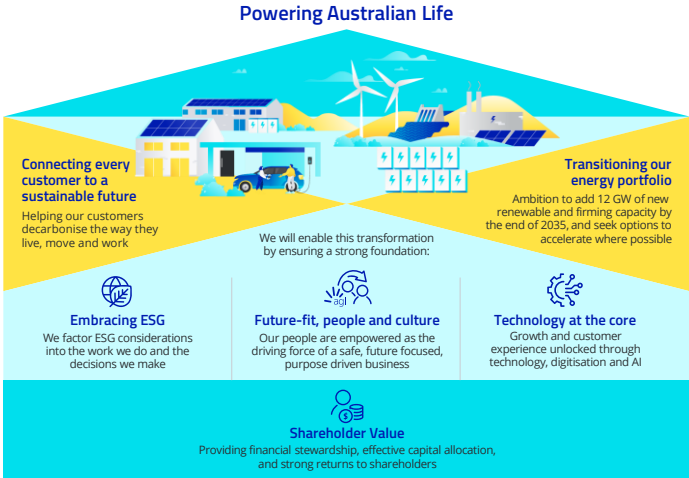 Powering Australian Life
Connecting every
customer to a
sustainable future
Helping our customers
decarbonise the way they
live, move and work
Transitioning our
energy portfolio
Ambition to add 12 GW of new
renewable and firming capacity by
the end of 2035, and seek options to
accelerate where possible
We will enable this transformation
by ensuring a strong foundation:
Embracing ESG
We factor ESG considerations
into the work we do and the
decisions we make
agl
Future-fit, people and culture
Our people are empowered as the
driving force of a safe, future focused,
purpose driven business
Technology at the core
Growth and customer
experience unlocked through
technology, digitisation and AI
$
Shareholder Value
Providing financial stewardship, effective capital allocation,
and strong returns to shareholders